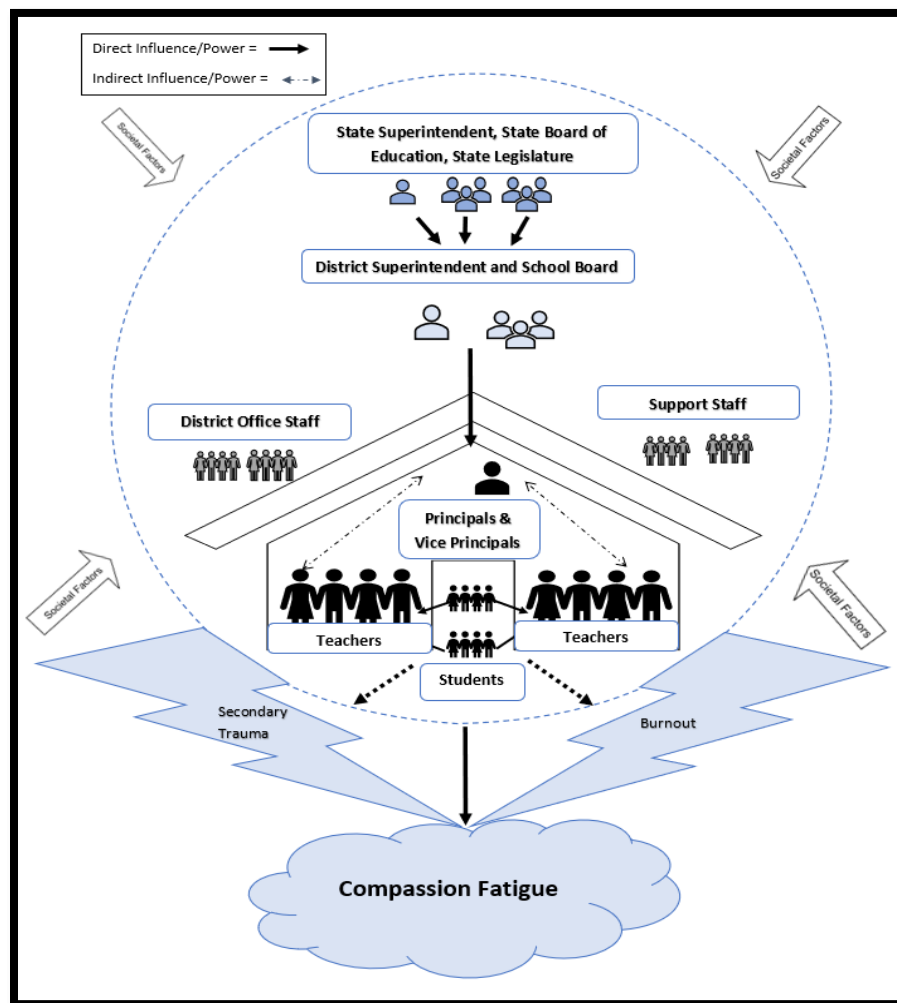 Direct Influence/Power =
Indirect Influence/Power =
Societal Factors
Societal Factors
State Superintendent, State Board of
Education, State Legislature
District Superintendent and School Board
District Office Staff
Support Staff
Principals &
Vice Principals
Societal Factors
Societal Factors
Teachers
Teachers
Students
Secondary
Trauma
Burnout
Compassion Fatigue